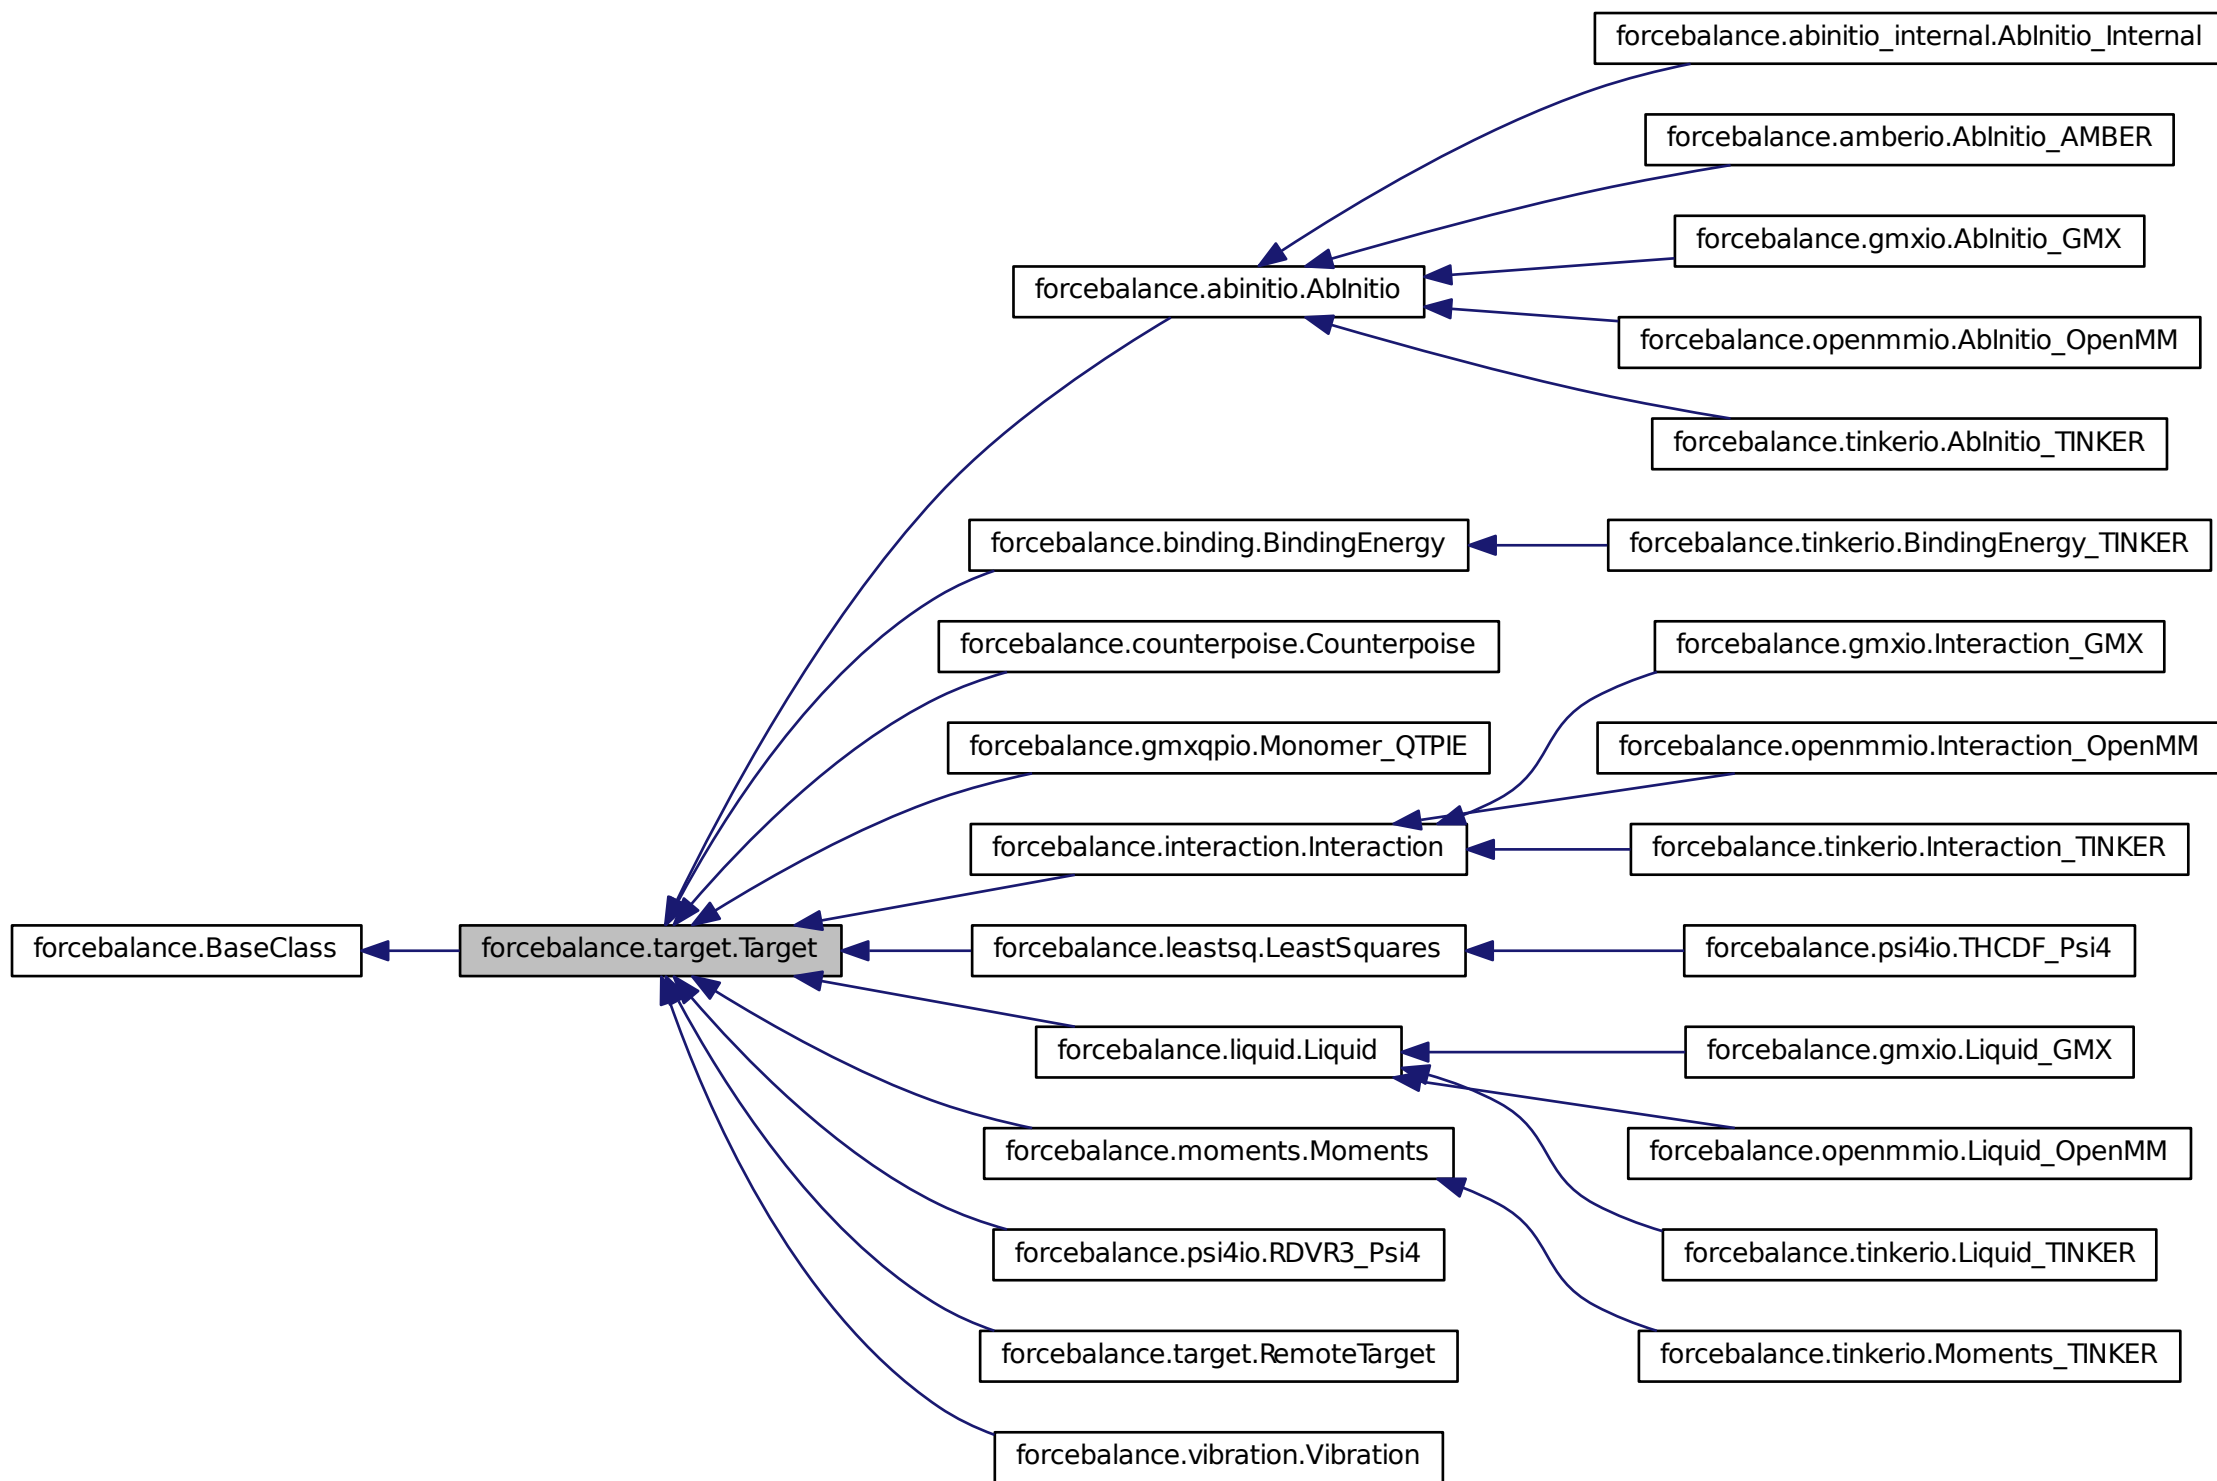 forcebalance.abinitio_internal.AbInitio_Internal
forcebalance.amberio.AbInitio_AMBER
forcebalance.gmxio.AbInitio_GMX
forcebalance.abinitio.AbInitio
forcebalance.openmmio.AbInitio_OpenMM
forcebalance.tinkerio.AbInitio_TINKER
forcebalance.binding.BindingEnergy
forcebalance.tinkerio.BindingEnergy_TINKER
forcebalance.counterpoise.Counterpoise
forcebalance.gmxio.Interaction_GMX
forcebalance.gmxqpio.Monomer_QTPIE
forcebalance.openmmio.Interaction_OpenMM
forcebalance.interaction.Interaction
forcebalance.tinkerio.Interaction_TINKER
forcebalance.BaseClass
forcebalance.target.Target
forcebalance.leastsq.LeastSquares
forcebalance.psi4io.THCDF_Psi4
forcebalance.liquid.Liquid
forcebalance.gmxio.Liquid_GMX
forcebalance.moments.Moments
forcebalance.openmmio.Liquid_OpenMM
forcebalance.psi4io.RDVR3_Psi4
forcebalance.tinkerio.Liquid_TINKER
forcebalance.target.RemoteTarget
forcebalance.tinkerio.Moments_TINKER
forcebalance.vibration.Vibration